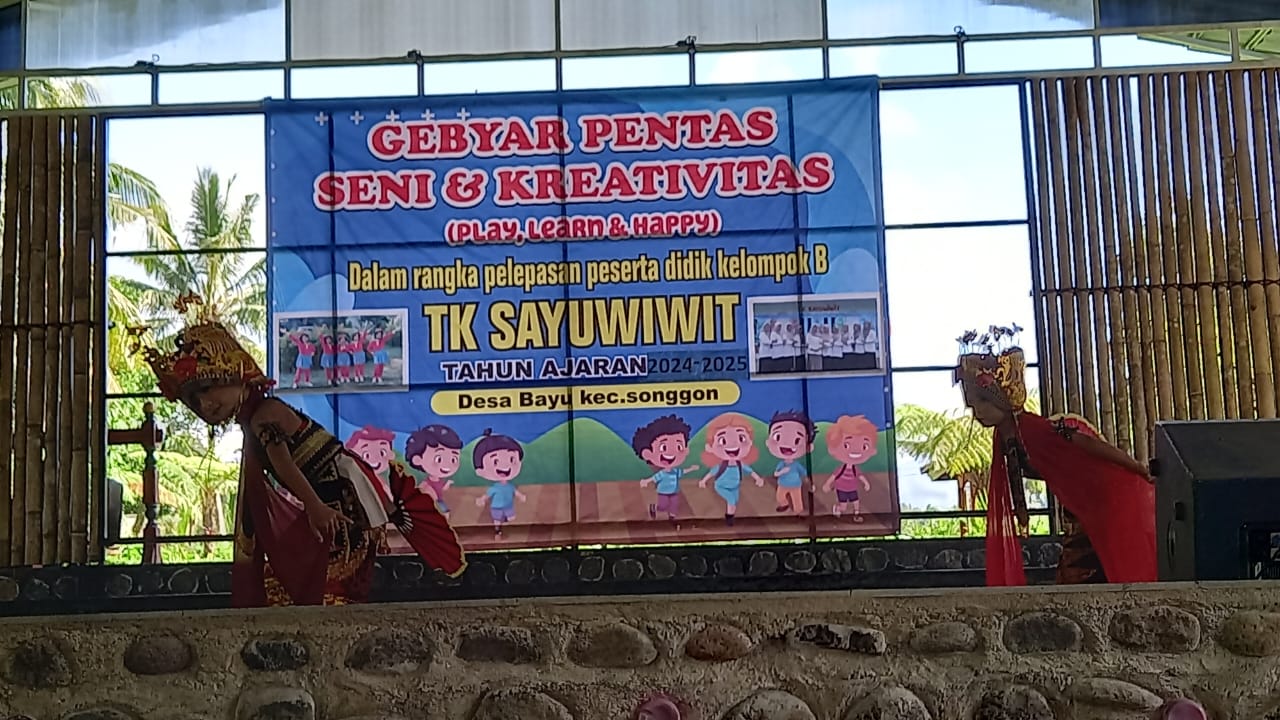 GEBYAR PENTAS
SENI & KREATIVITAS
(Play, Learn & Happy)
Dalam rangka pelepasan peserta didik kelompok B
TK SAYUWIWIT
TAHUN AJARAN 2024-2025
Desa Bayu kec.songgon